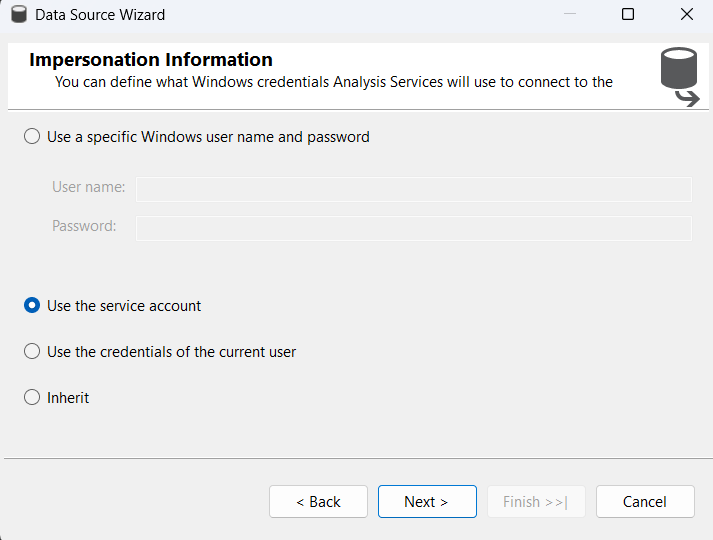 Data Source Wizard
Impersonation Information
You can define what Windows credentials Analysis Services will use to connect to the
Use a specific Windows user name and password
User name:
Password:
Use the service account
Use the credentials of the current user
Inherit
< Back
Next >
Finish >>|
Cancel